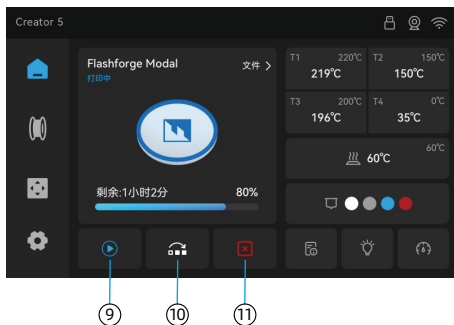 Creator 5
Flashforge Modal
文件 >
打印中
剩余:1小时2分
80%
T1 220℃
219℃
T2 150℃
150℃
T3 200℃
196℃
T4 0℃
35℃
60℃
60℃
⑨
⑩
⑪